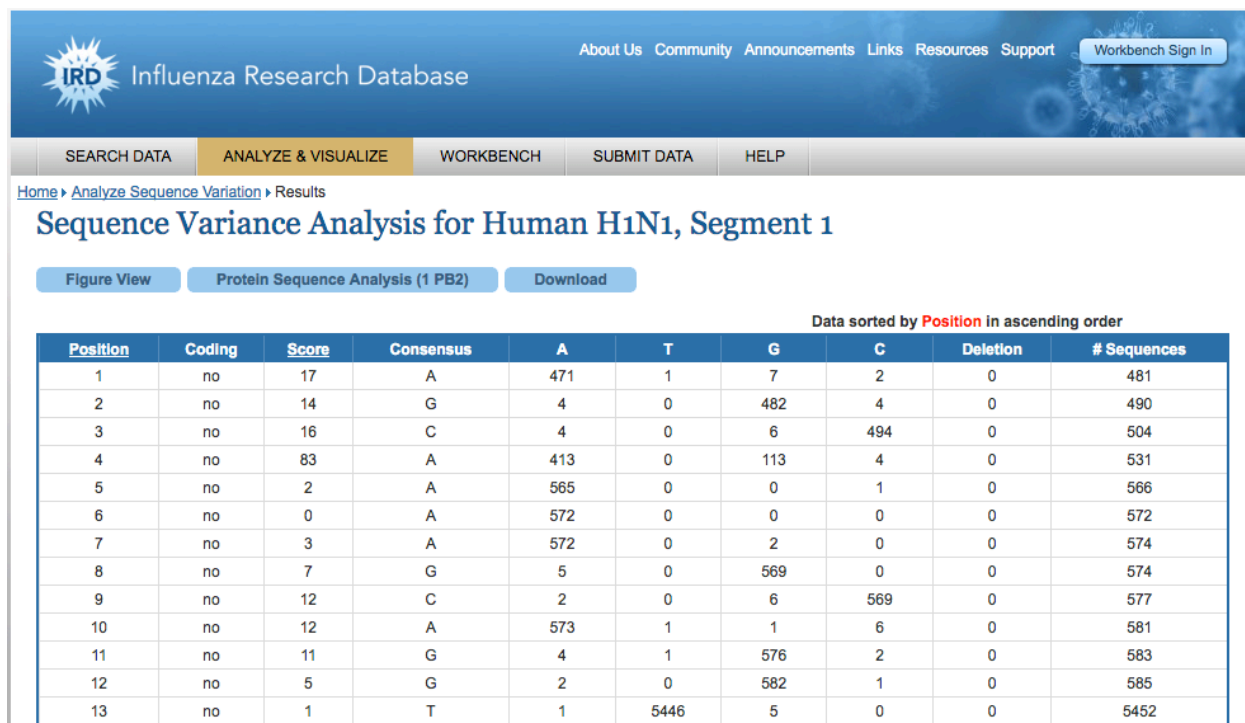 About Us Community Announcements Links Resources Support Workbench Sign In
IRD Influenza Research Database
SEARCH DATA ANALYZE & VISUALIZE WORKBENCH SUBMIT DATA HELP
Home Analyze Sequence Variation Results
Sequence Variance Analysis for Human H1N1, Segment 1
Figure View Protein Sequence Analysis (1 PB2) Download
Data sorted by Position in ascending order
Position Coding Score Consensus A T G C Deletion # Sequences
1 no 17 A 471 1 7 2 0 481
2 no 14 G 4 0 482 4 0 490
3 no 16 C 4 0 6 494 0 504
4 no 83 A 413 0 113 4 0 531
5 no 2 A 565 0 0 1 0 566
6 no 0 A 572 0 0 0 0 572
7 no 3 A 572 0 2 0 0 574
8 no 7 G 5 0 569 0 0 574
9 no 12 C 2 0 6 569 0 577
10 no 12 A 573 1 1 6 0 581
11 no 11 G 4 1 576 2 0 583
12 no 5 G 2 0 582 1 0 585
13 no 1 T 1 5446 5 0 0 5452